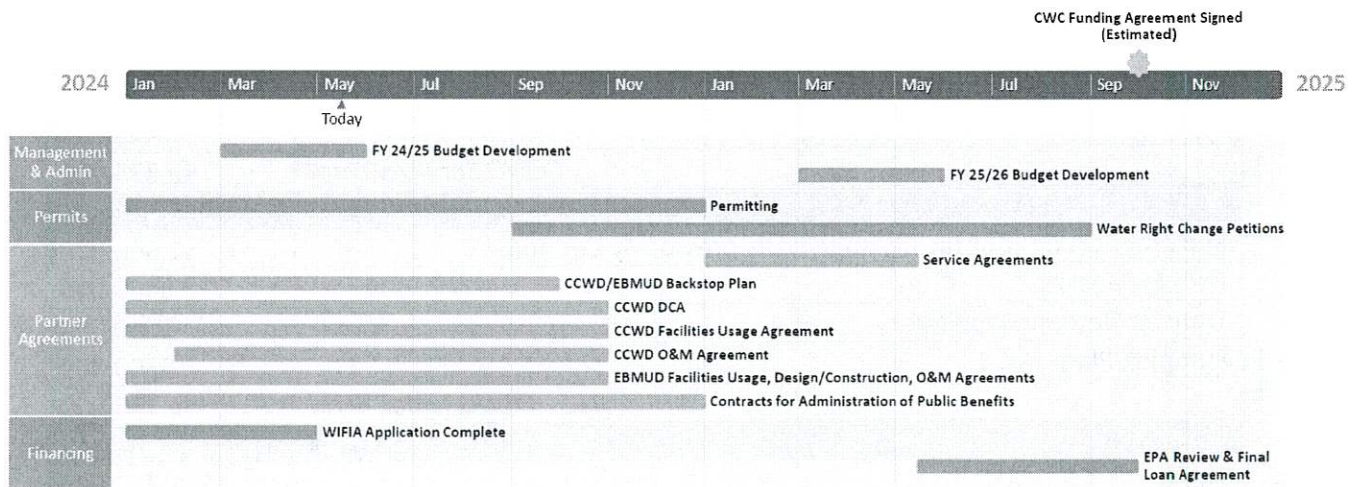 CWC Funding Agreement Signed
(Estimated)
2024 Jan Mar May Jul Sep Nov Jan Mar May Jul Sep Nov 2025
Today
Management
& Admin
FY 24/25 Budget Development
FY 25/26 Budget Development
Permits
Permitting
Water Right Change Petitions
Partner
Agreements
Service Agreements
CCWD/EBMUD Backstop Plan
CCWD DCA
CCWD Facilities Usage Agreement
CCWD O&M Agreement
EBMUD Facilities Usage, Design/Construction, O&M Agreements
Contracts for Administration of Public Benefits
Financing
WIFIA Application Complete
EPA Review & Final
Loan Agreement